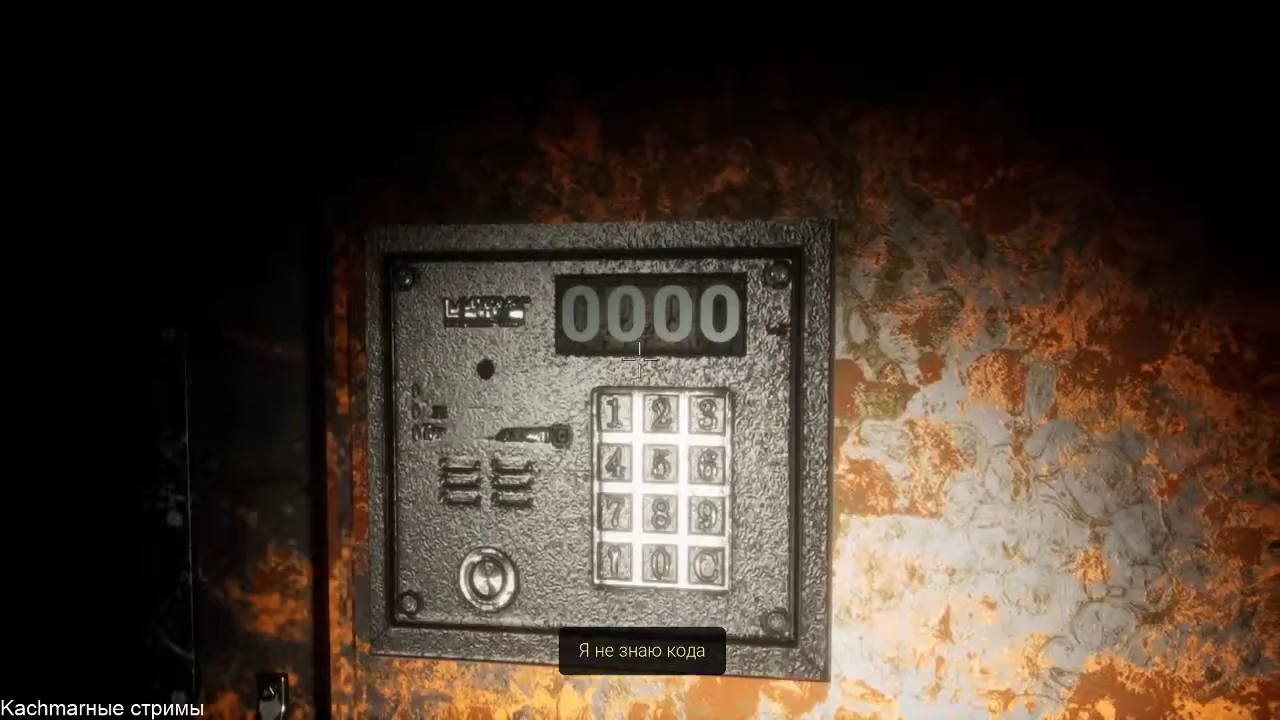 0000
1 2 3
4 5 6
7 8 9
0 C
Я не знаю кода
Kachmarные стримы